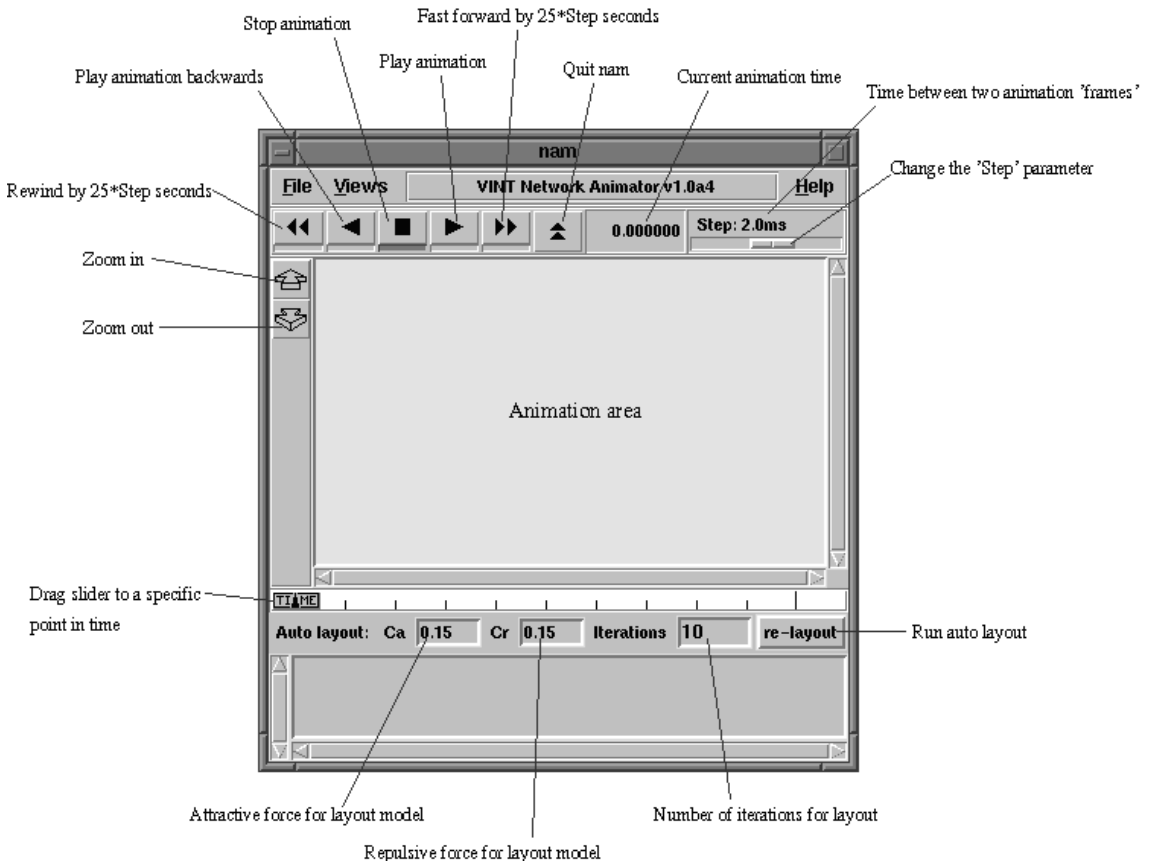 Fast forward by 25*Step seconds
Stop animation
Play animation
Quit nam
Play animation backwards
Current animation time
Time between two animation 'frames'
nam
Change the 'Step' parameter
File Views VINT Network Animator v1.0a4 Help
Rewind by 25*Step seconds
0.000000
Step: 2.0ms
Zoom in
Zoom out
Animation area
Drag slider to a specific
point in time
TIME
Auto layout: Ca 0.15 Cr 0.15 Iterations 10 re-layout
Run auto layout
Attractive force for layout model
Number of iterations for layout
Repulsive force for layout model